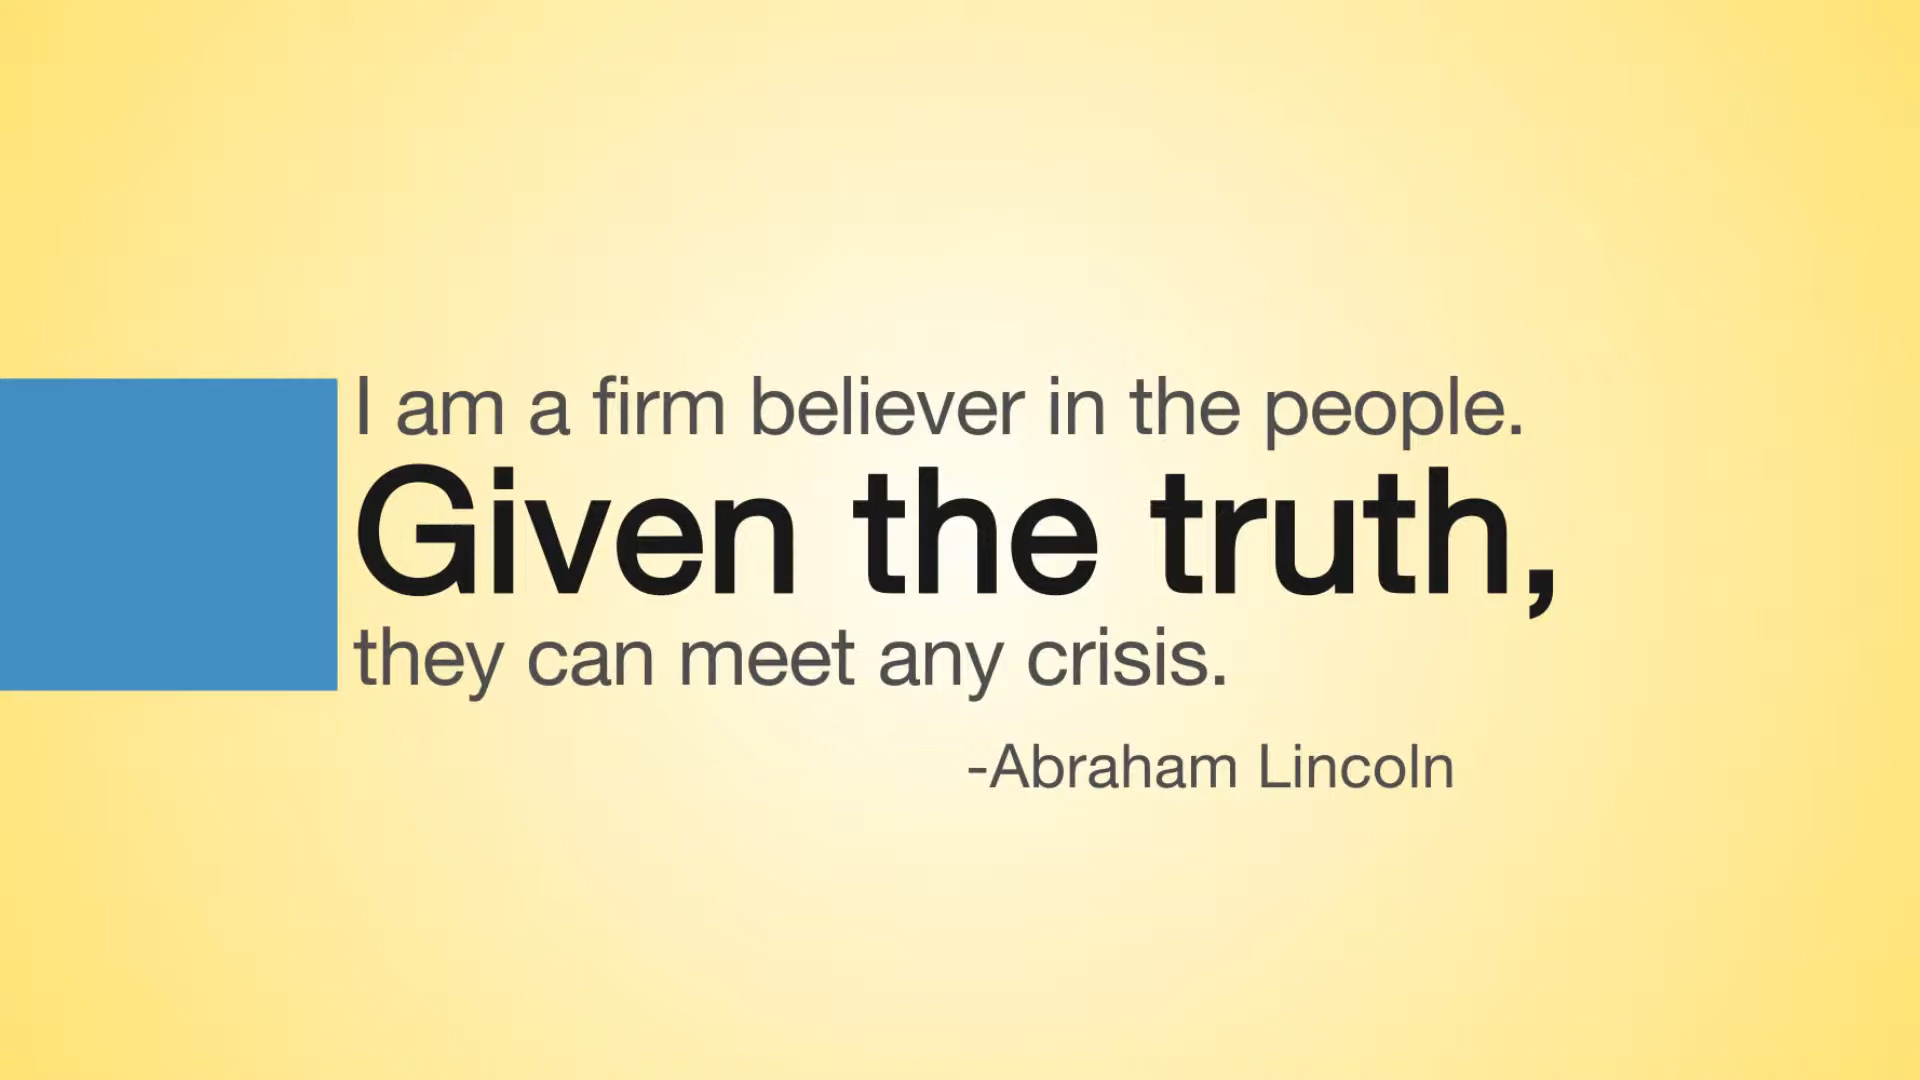 I am a firm believer in the people.
Given the truth,
they can meet any crisis.
-Abraham Lincoln